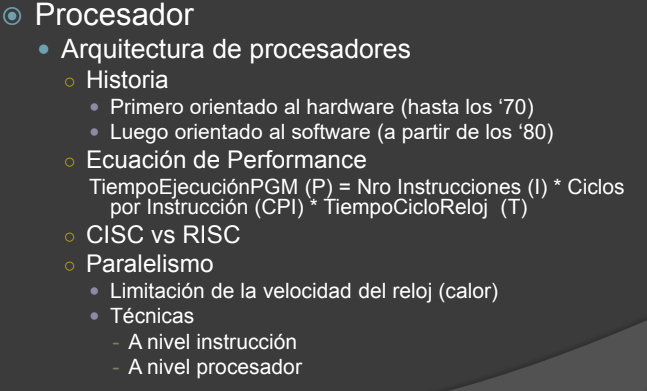 Procesador
Arquitectura de procesadores
Historia
Primero orientado al hardware (hasta los ‘70)
Luego orientado al software (a partir de los ‘80)
Ecuación de Performance
TiempoEjecuciónPGM (P) = Nro Instrucciones (I) * Ciclos
por Instrucción (CPI) * TiempoCicloReloj (T)
CISC vs RISC
Paralelismo
Limitación de la velocidad del reloj (calor)
Técnicas
- A nivel instrucción
- A nivel procesador